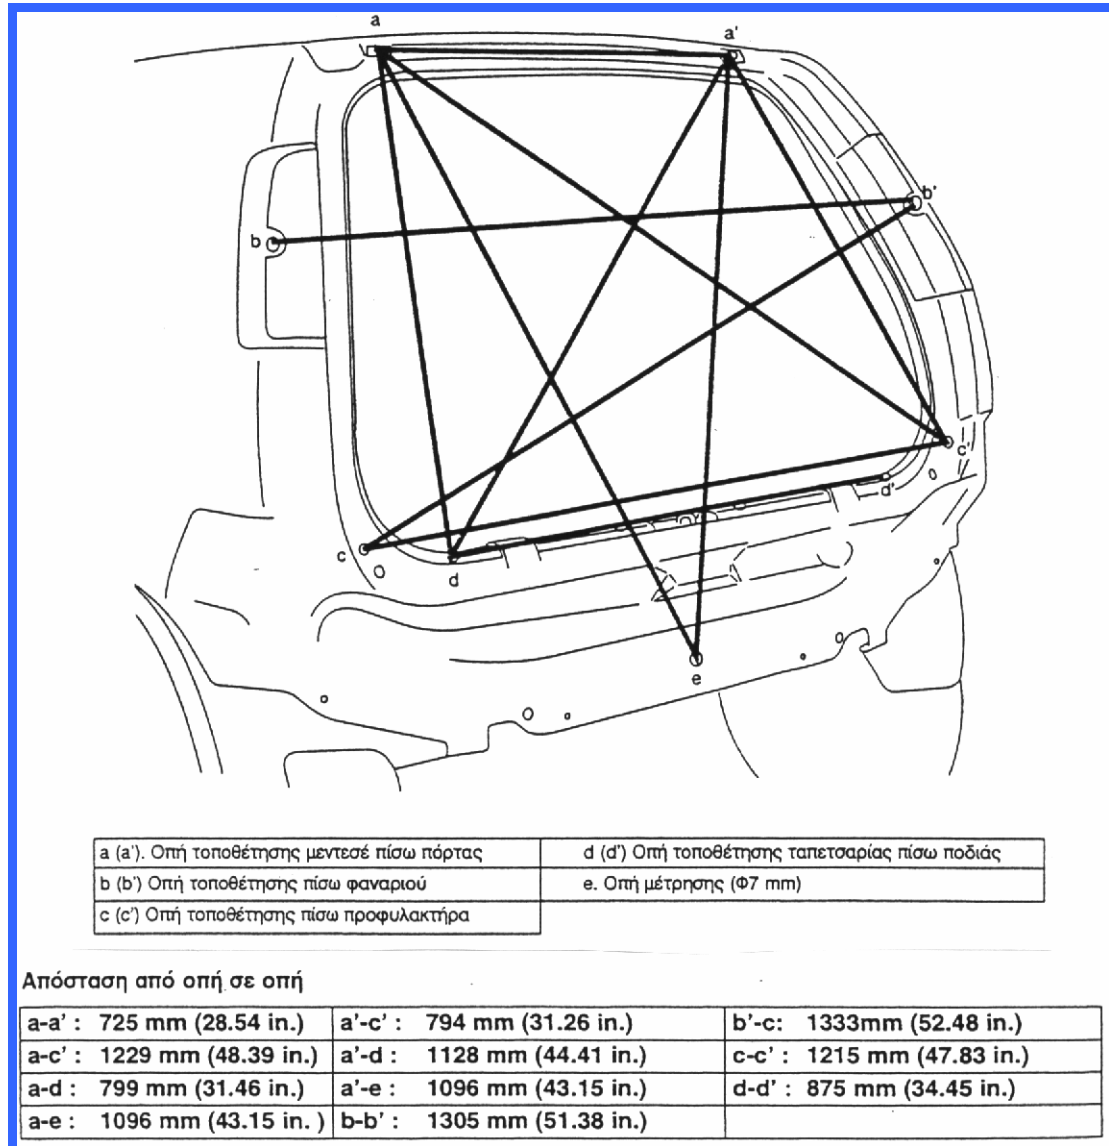 a
a'
b'
b
c'
d'
c
d
e
a (a'). Οπή τοποθέτησης μεντεσέ πίσω πόρτας
d (d') Οπή τοποθέτησης ταπετσαρίας πίσω ποδιάς
b (b') Οπή τοποθέτησης πίσω φαναριού
e. Οπή μέτρησης (Φ7 mm)
c (c') Οπή τοποθέτησης πίσω προφυλακτήρα
Απόσταση από οπή σε οπή
a-a' : 725 mm (28.54 in.) a'-c' : 794 mm (31.26 in.) b'-c: 1333mm (52.48 in.)
a-c' : 1229 mm (48.39 in.) a'-d : 1128 mm (44.41 in.) c-c' : 1215 mm (47.83 in.)
a-d : 799 mm (31.46 in.) a'-e : 1096 mm (43.15 in.) d-d' : 875 mm (34.45 in.)
a-e : 1096 mm (43.15 in. ) b-b' : 1305 mm (51.38 in.)